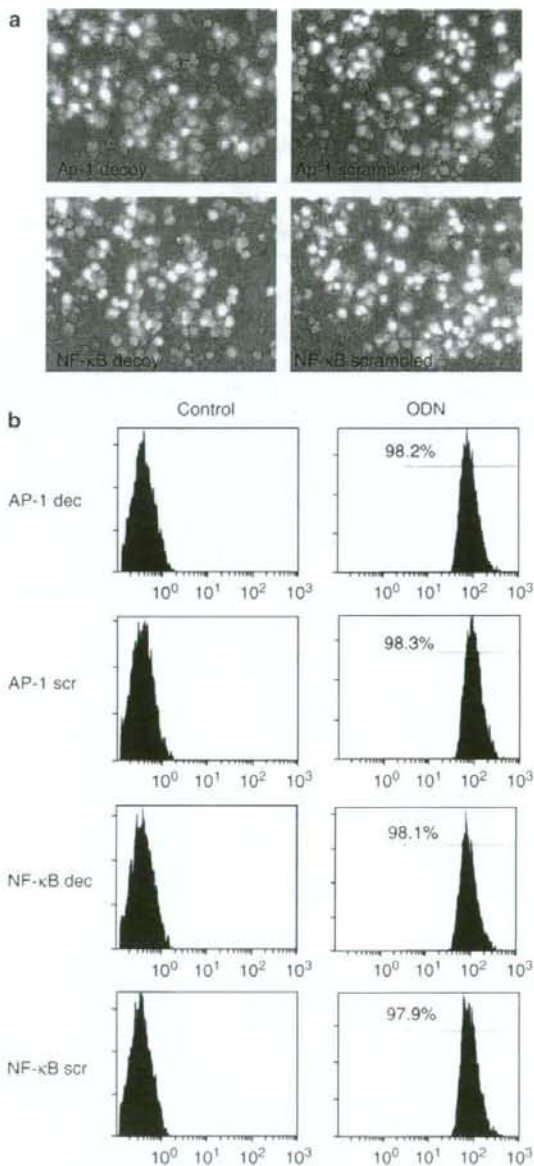 a
Ap-1 decoy
Ap-1 scrambled
NF-κB decoy
NF-κB scrambled
b
Control
ODN
AP-1 dec
98.2%
10⁰ 10¹ 10² 10³
10⁰ 10¹ 10² 10³
AP-1 scr
98.3%
10⁰ 10¹ 10² 10³
10⁰ 10¹ 10² 10³
NF-κB dec
98.1%
10⁰ 10¹ 10² 10³
10⁰ 10¹ 10² 10³
NF-κB scr
97.9%
10⁰ 10¹ 10² 10³
10⁰ 10¹ 10² 10³